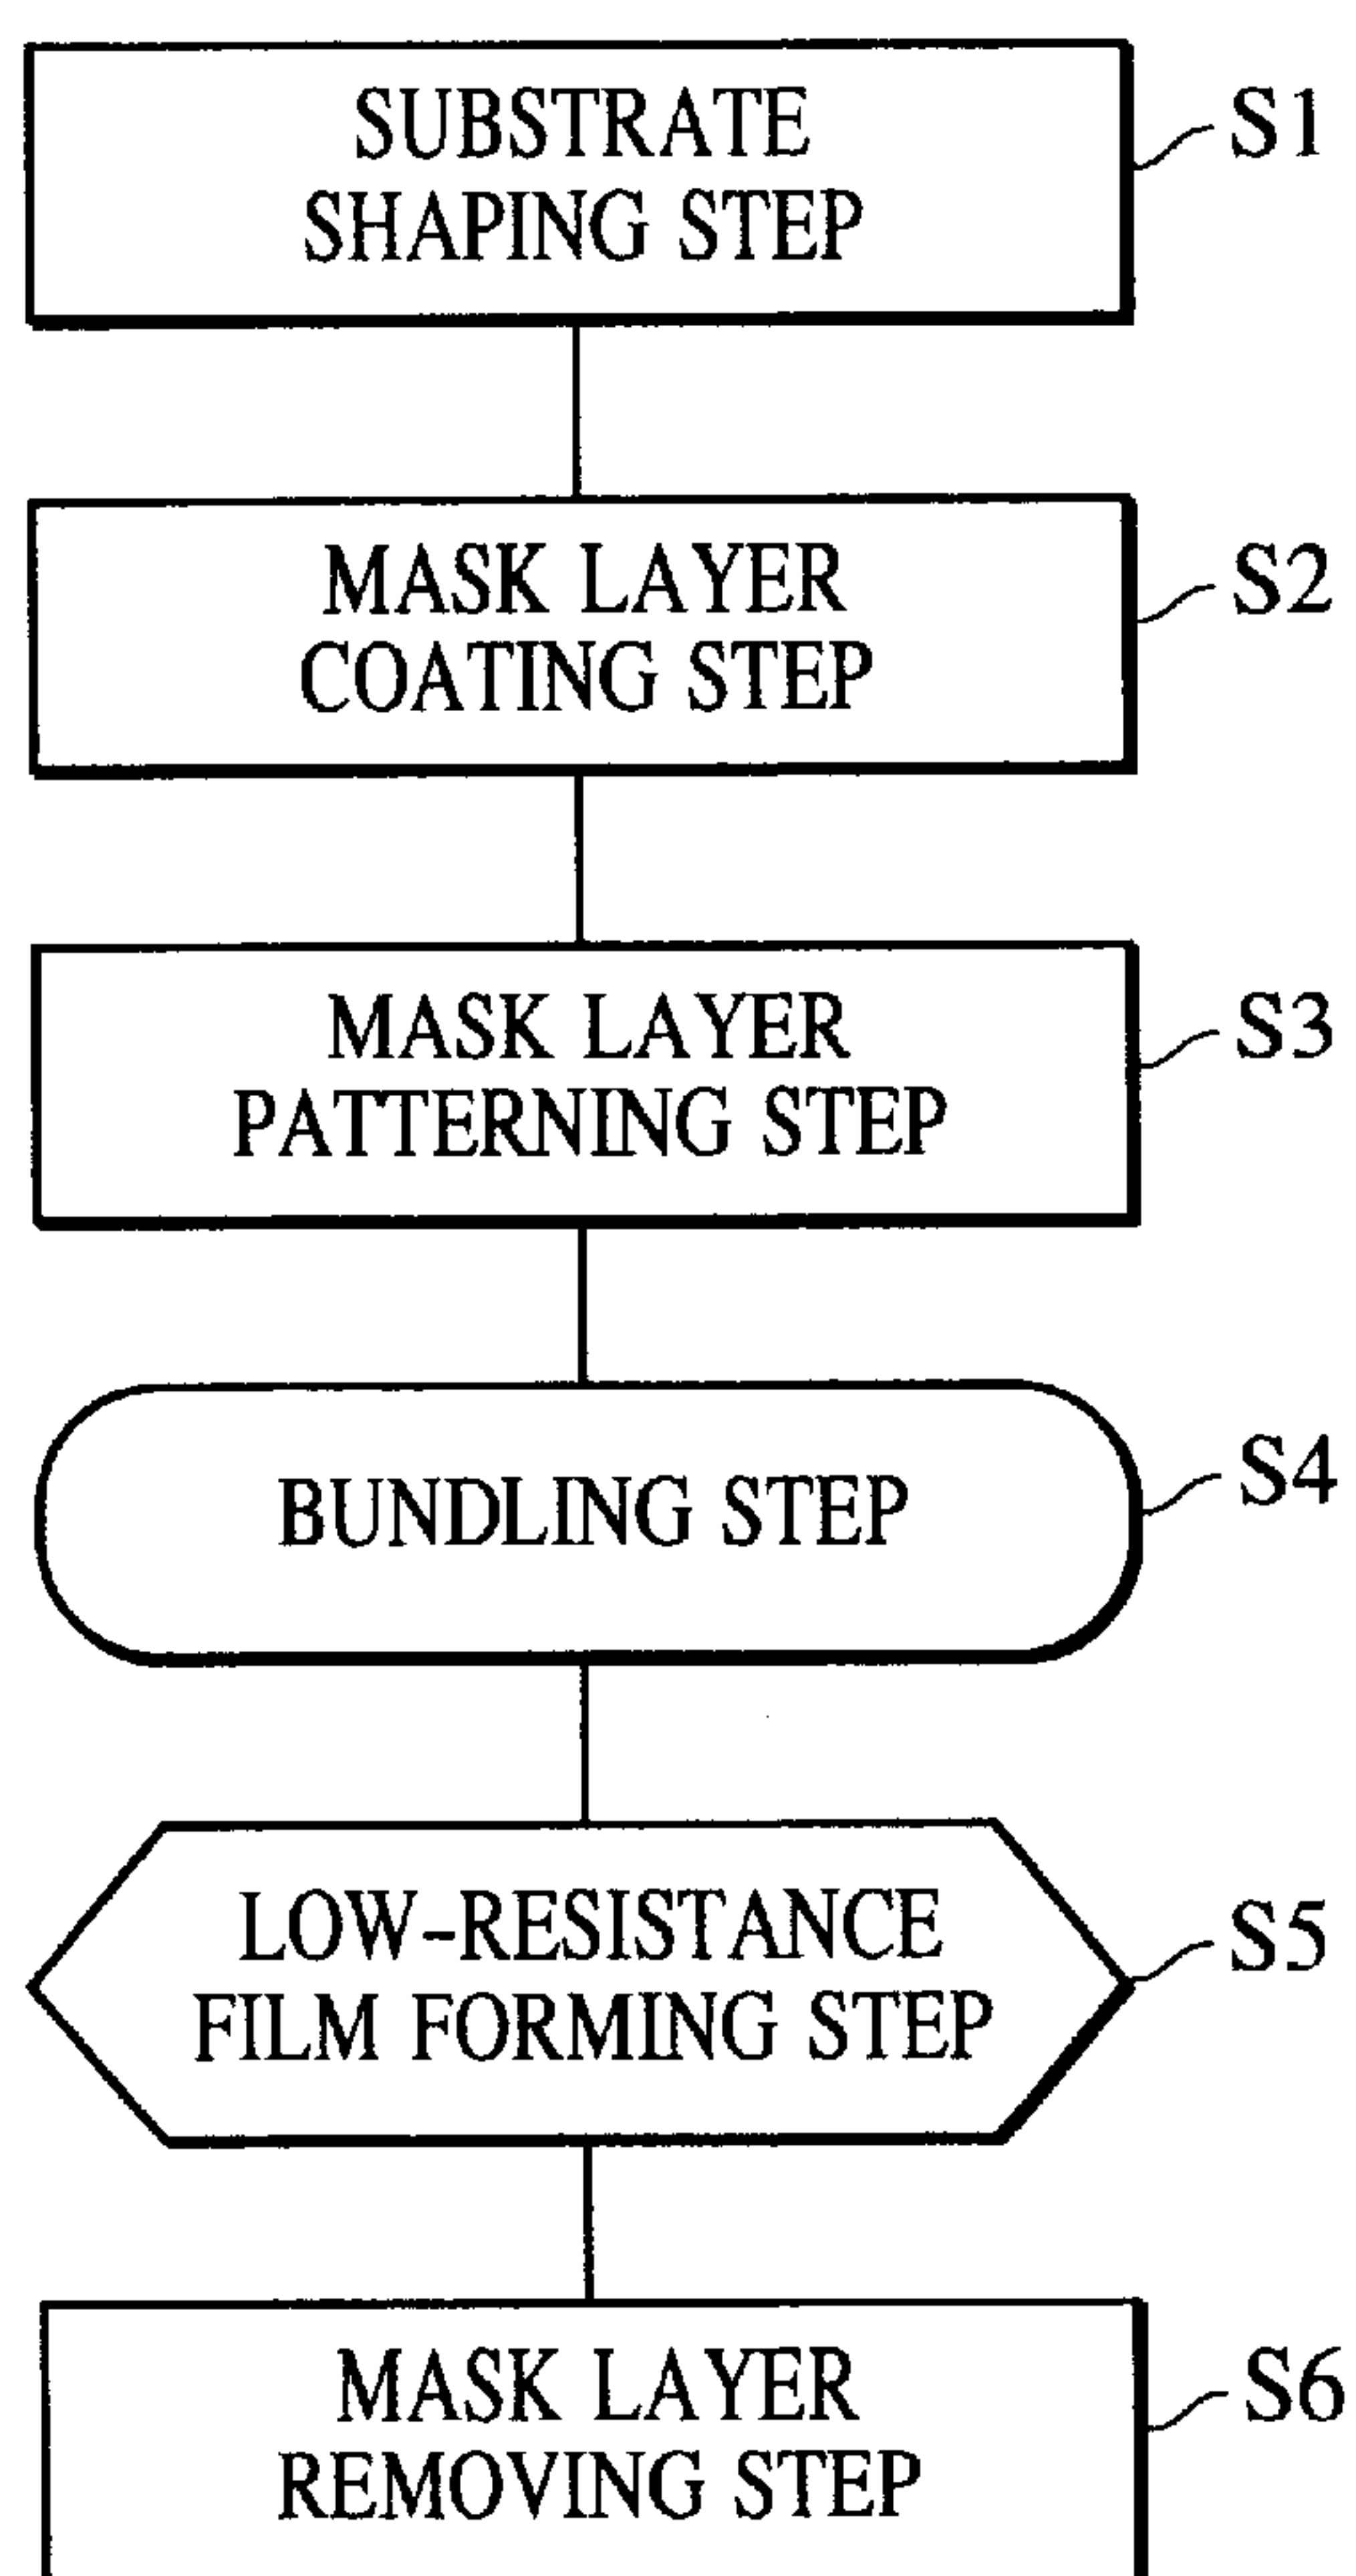 SUBSTRATE
SHAPING STEP
S1
MASK LAYER
COATING STEP
S2
MASK LAYER
PATTERNING STEP
S3
BUNDLING STEP
S4
LOW-RESISTANCE
FILM FORMING STEP
S5
MASK LAYER
REMOVING STEP
S6